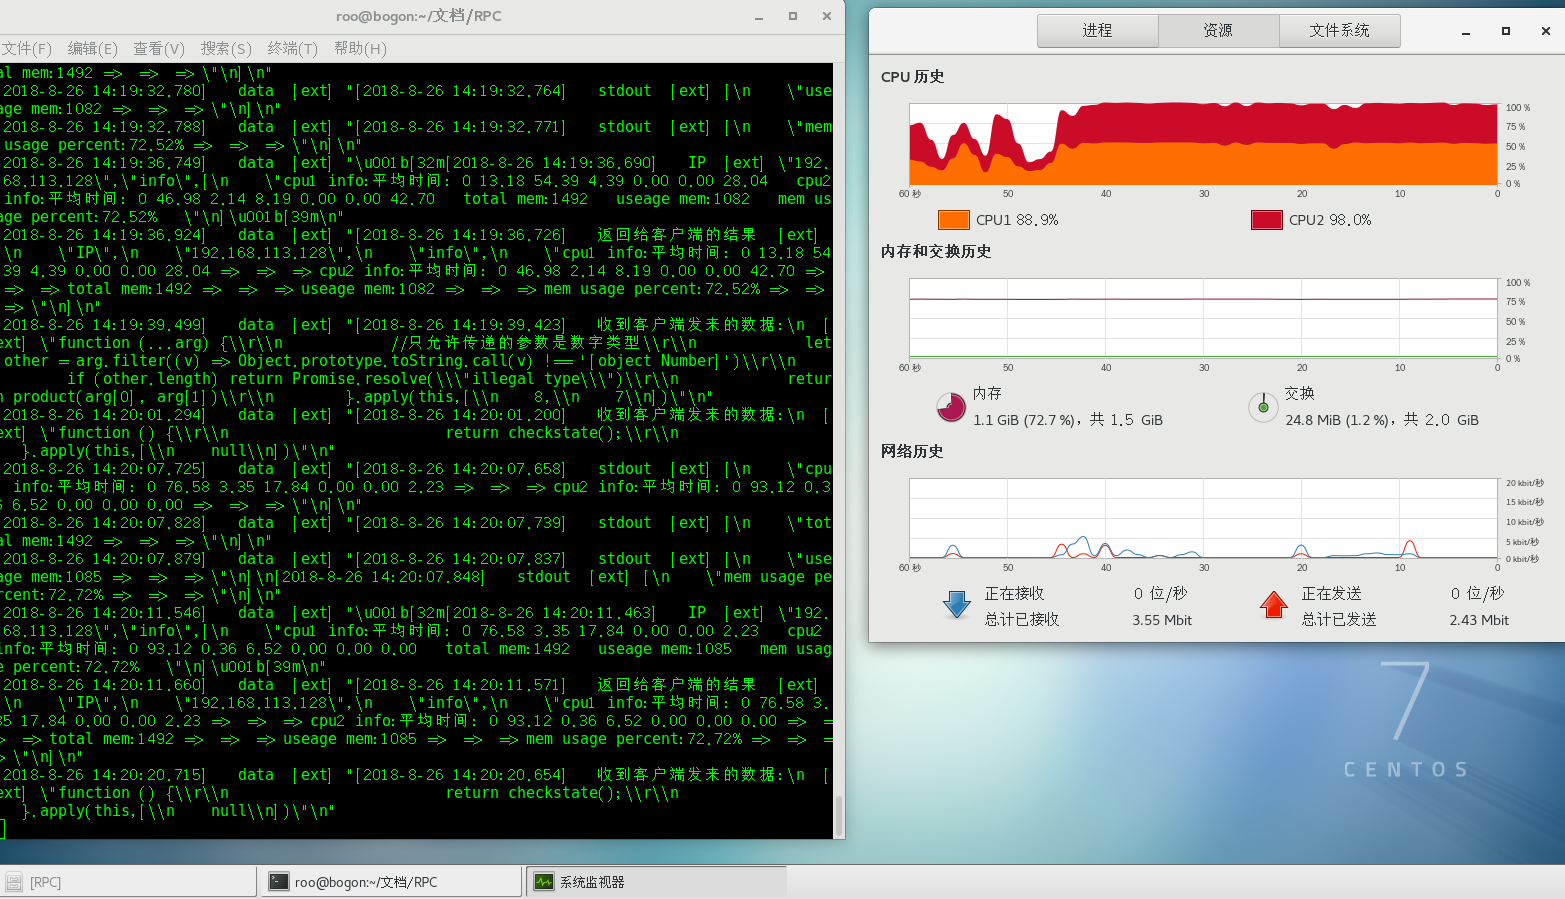 roo@bogon:~/文档/RPC
文件(F) 编辑(E) 查看(V) 搜索(S) 终端(T) 帮助(H)
al mem:1492 => => => \"\n]\n"
2018-8-26 14:19:32.780] data [ext] "[2018-8-26 14:19:32.764] stdout [ext] [\n \"use
eage mem:1082 => => => \"\n]\n"
2018-8-26 14:19:32.788] data [ext] "[2018-8-26 14:19:32.771] stdout [ext] [\n \"mem
usage percent:72.52% => => => \"\n]\n"
2018-8-26 14:19:36.749] data [ext] "\u001b[32m[2018-8-26 14:19:36.690] IP [ext] \"192.
68.113.128\",\"info\",[\n \"cpu1 info:平均时间: 0 13.18 54.39 4.39 0.00 0.00 28.04 cpu2
info:平均时间: 0 46.98 2.14 8.19 0.00 0.00 42.70 total mem:1492 useage mem:1082 mem us
age percent:72.52% \"\n]\u001b[39m\n"
2018-8-26 14:19:36.924] data [ext] "[2018-8-26 14:19:36.726] 返回给客户端的结果 [ext]
\n \"IP\",\n \"192.168.113.128\",\n \"info\",\n \"cpu1 info:平均时间: 0 13.18 54
39 4.39 0.00 0.00 28.04 => => => cpu2 info:平均时间: 0 46.98 2.14 8.19 0.00 0.00 42.70 =>
=> => total mem:1492 => => => useage mem:1082 => => => mem usage percent:72.52% => =>
=> \"\n]\n"
2018-8-26 14:19:39.499] data [ext] "[2018-8-26 14:19:39.423] 收到客户端发来的数据:\n [
ext] \"function (...arg) {\\r\\n //只允许传递的参数是数字类型\\r\\n let
other = arg.filter((v) => Object.prototype.toString.call(v) !== '[object Number]')\\r\\n
if (other.length) return Promise.resolve(\\\"illegal type\\\")\\r\\n retur
n product(arg[0], arg[1])\\r\\n }.apply(this,[\\n 8,\\n 7\\n])\"\n"
2018-8-26 14:20:01.294] data [ext] "[2018-8-26 14:20:01.200] 收到客户端发来的数据:\n [
ext] \"function () {\\r\\n return checkstate();\\r\\n
}.apply(this,[\\n null\\n])\"\n"
2018-8-26 14:20:07.725] data [ext] "[2018-8-26 14:20:07.658] stdout [ext] [\n \"cpu
info:平均时间: 0 76.58 3.35 17.84 0.00 0.00 2.23 => => => cpu2 info:平均时间: 0 93.12 0.3
6 6.52 0.00 0.00 0.00 => => => \"\n]\n"
2018-8-26 14:20:07.828] data [ext] "[2018-8-26 14:20:07.739] stdout [ext] [\n \"tot
al mem:1492 => => => \"\n]\n"
2018-8-26 14:20:07.879] data [ext] "[2018-8-26 14:20:07.837] stdout [ext] [\n \"use
age mem:1085 => => => \"\n]\n[2018-8-26 14:20:07.848] stdout [ext] [\n \"mem usage pe
rcent:72.72% => => => \"\n]\n"
2018-8-26 14:20:11.546] data [ext] "\u001b[32m[2018-8-26 14:20:11.463] IP [ext] \"192.
68.113.128\",\"info\",[\n \"cpu1 info:平均时间: 0 76.58 3.35 17.84 0.00 0.00 2.23 cpu2
info:平均时间: 0 93.12 0.36 6.52 0.00 0.00 0.00 total mem:1492 useage mem:1085 mem usag
e percent:72.72% \"\n]\u001b[39m\n"
2018-8-26 14:20:11.660] data [ext] "[2018-8-26 14:20:11.571] 返回给客户端的结果 [ext]
\n \"IP\",\n \"192.168.113.128\",\n \"info\",\n \"cpu1 info:平均时间: 0 76.58 3.
35 17.84 0.00 0.00 2.23 => => => cpu2 info:平均时间: 0 93.12 0.36 6.52 0.00 0.00 0.00 => =
> => total mem:1492 => => => useage mem:1085 => => => mem usage percent:72.72% => => =
> \"\n]\n"
2018-8-26 14:20:20.715] data [ext] "[2018-8-26 14:20:20.654] 收到客户端发来的数据:\n [
ext] \"function () {\\r\\n return checkstate();\\r\\n
}.apply(this,[\\n null\\n])\"\n"
进程 资源 文件系统
CPU 历史
100 %
75 %
50 %
25 %
0 %
60 秒 50 40 30 20 10 0
CPU1 88.9% CPU2 98.0%
内存和交换历史
100 %
75 %
50 %
25 %
0 %
60 秒 50 40 30 20 10 0
内存 交换
1.1 GiB (72.7 %), 共 1.5 GiB 24.8 MiB (1.2 %), 共 2.0 GiB
网络历史
20 kbit/秒
15 kbit/秒
10 kbit/秒
5 kbit/秒
0 kbit/秒
60 秒 50 40 30 20 10 0
正在接收 0 位/秒 正在发送 0 位/秒
总计已接收 3.55 Mbit 总计已发送 2.43 Mbit
7
CENTOS
[RPC] roo@bogon:~/文档/RPC 系统监视器